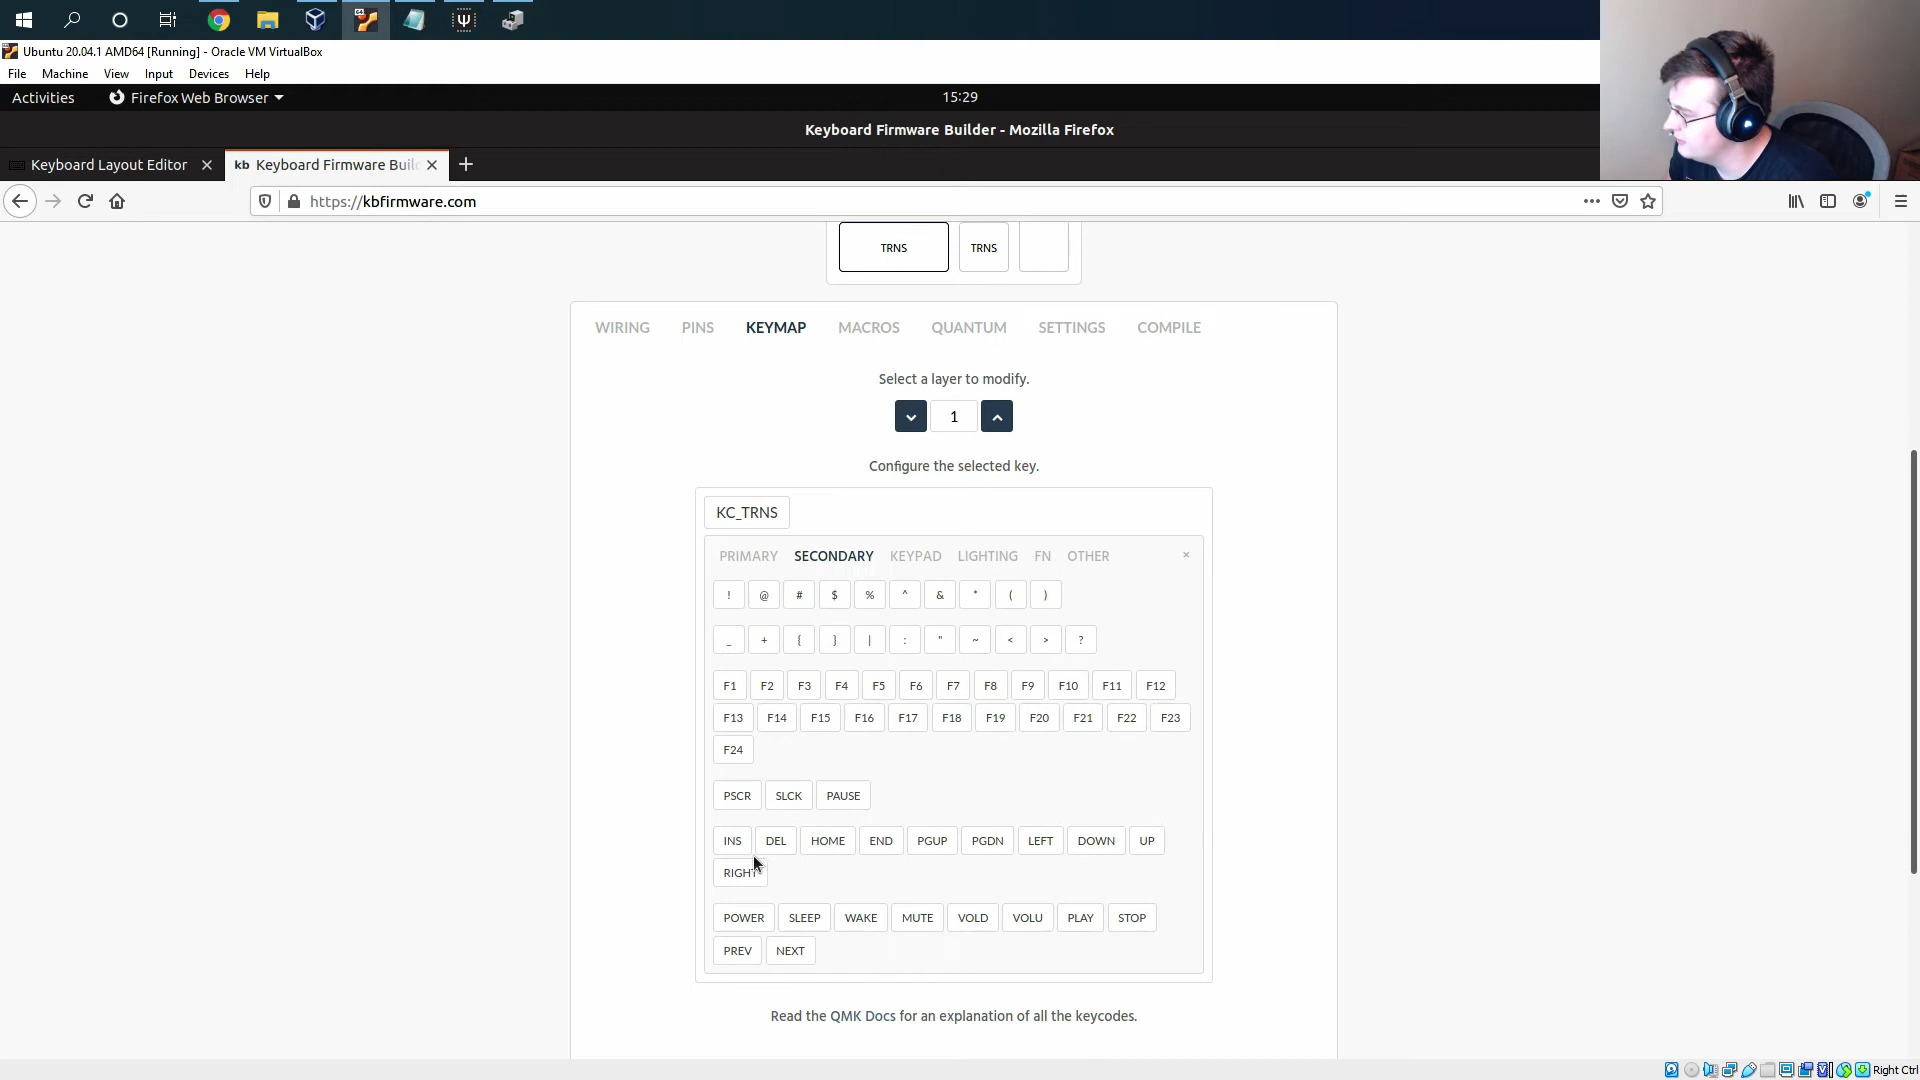 Ubuntu 20.04.1 AMD64 [Running] - Oracle VM VirtualBox
File Machine View Input Devices Help
Activities Firefox Web Browser 15:29
Keyboard Firmware Builder - Mozilla Firefox
Keyboard Layout Editor
kb Keyboard Firmware Buil
https://kbfirmware.com
TRNS TRNS
WIRING PINS KEYMAP MACROS QUANTUM SETTINGS COMPILE
Select a layer to modify.
1
Configure the selected key.
KC_TRNS
PRIMARY SECONDARY KEYPAD LIGHTING FN OTHER ×
! @ # $ % ^ & * ( )
_ + { } | : " ~ < > ?
F1 F2 F3 F4 F5 F6 F7 F8 F9 F10 F11 F12
F13 F14 F15 F16 F17 F18 F19 F20 F21 F22 F23
F24
PSCR SLCK PAUSE
INS DEL HOME END PGUP PGDN LEFT DOWN UP
RIGHT
POWER SLEEP WAKE MUTE VOLD VOLU PLAY STOP
PREV NEXT
Read the QMK Docs for an explanation of all the keycodes.
Right Ctrl